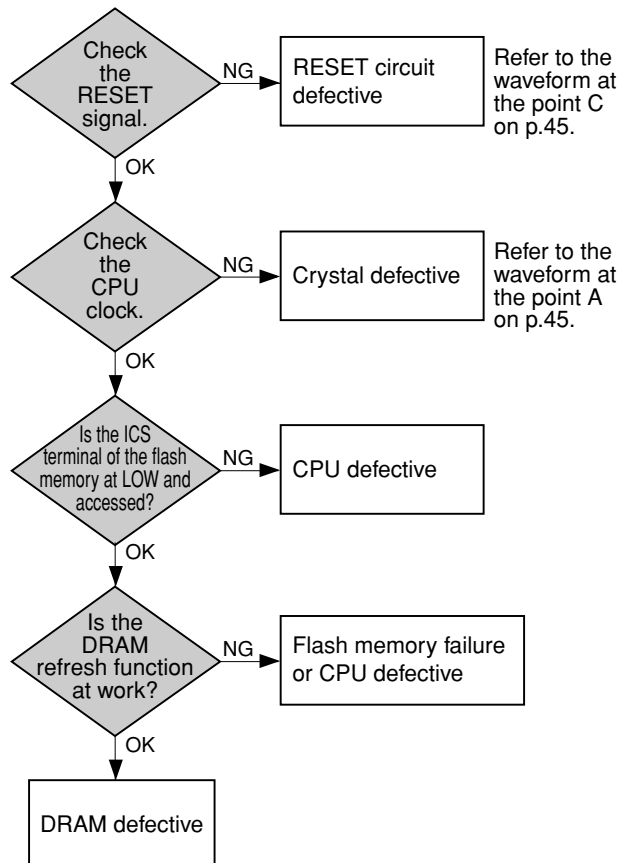 Check
the
RESET
signal.
NG
RESET circuit
defective
Refer to the
waveform at
the point C
on p.45.
OK
Check
the
CPU
clock.
NG
Crystal defective
Refer to the
waveform at
the point A
on p.45.
OK
Is the ICS
terminal of the flash
memory at LOW and
accessed?
NG
CPU defective
OK
Is the
DRAM
refresh function
at work?
NG
Flash memory failure
or CPU defective
OK
DRAM defective